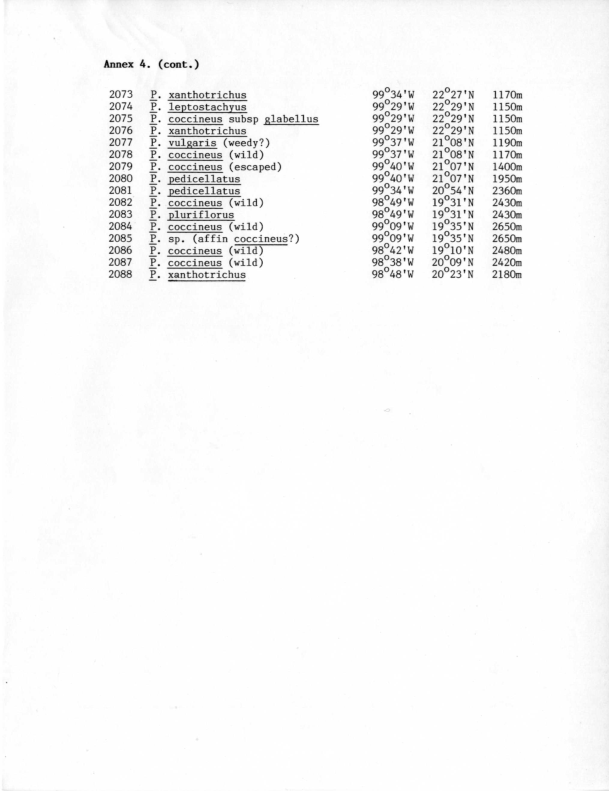 Annex 4. (cont.)
2073 P. xanthotrichus 99°34'W 22°27'N 1170m
2074 P. leptostachyus 99°29'W 22°29'N 1150m
2075 P. coccineus subsp glabellus 99°29'W 22°29'N 1150m
2076 P. xanthotrichus 99°29'W 22°29'N 1150m
2077 P. vulgaris (weedy?) 99°37'W 21°08'N 1190m
2078 P. coccineus (wild) 99°37'W 21°08'N 1170m
2079 P. coccineus (escaped) 99°40'W 21°07'N 1400m
2080 P. pedicellatus 99°40'W 21°07'N 1950m
2081 P. pedicellatus 99°34'W 20°54'N 2360m
2082 P. coccineus (wild) 98°49'W 19°31'N 2430m
2083 P. pluriflorus 98°49'W 19°31'N 2430m
2084 P. coccineus (wild) 99°09'W 19°35'N 2650m
2085 P. sp. (affin coccineus?) 99°09'W 19°35'N 2650m
2086 P. coccineus (wild) 98°42'W 19°10'N 2480m
2087 P. coccineus (wild) 98°38'W 20°09'N 2420m
2088 P. xanthotrichus 98°48'W 20°23'N 2180m